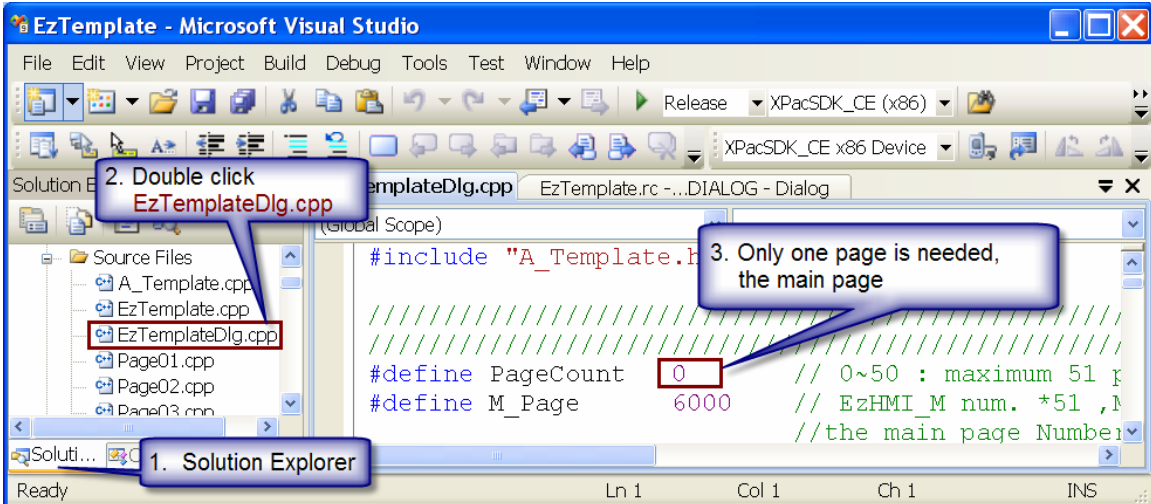 EzTemplate - Microsoft Visual Studio
File Edit View Project Build Debug Tools Test Window Help
Release XPacSDK_CE (x86)
XPacSDK_CE x86 Device
Solution E
2. Double click
EzTemplateDlg.cpp
emplateDlg.cpp EzTemplate.rc -...DIALOG - Dialog
(Global Scope)
Source Files
A_Template.cpp
EzTemplate.cpp
EzTemplateDlg.cpp
Page01.cpp
Page02.cpp
Page03.cpp
#include "A_Template.h
3. Only one page is needed,
the main page
////////////////////////////////////////////////
////////////////////////////////////////////////
#define PageCount 0 // 0~50 : maximum 51 p
#define M_Page 6000 // EzHMI_M num. *51 ,M
//the main page Number
Soluti...
1. Solution Explorer
Ready Ln 1 Col 1 Ch 1 INS